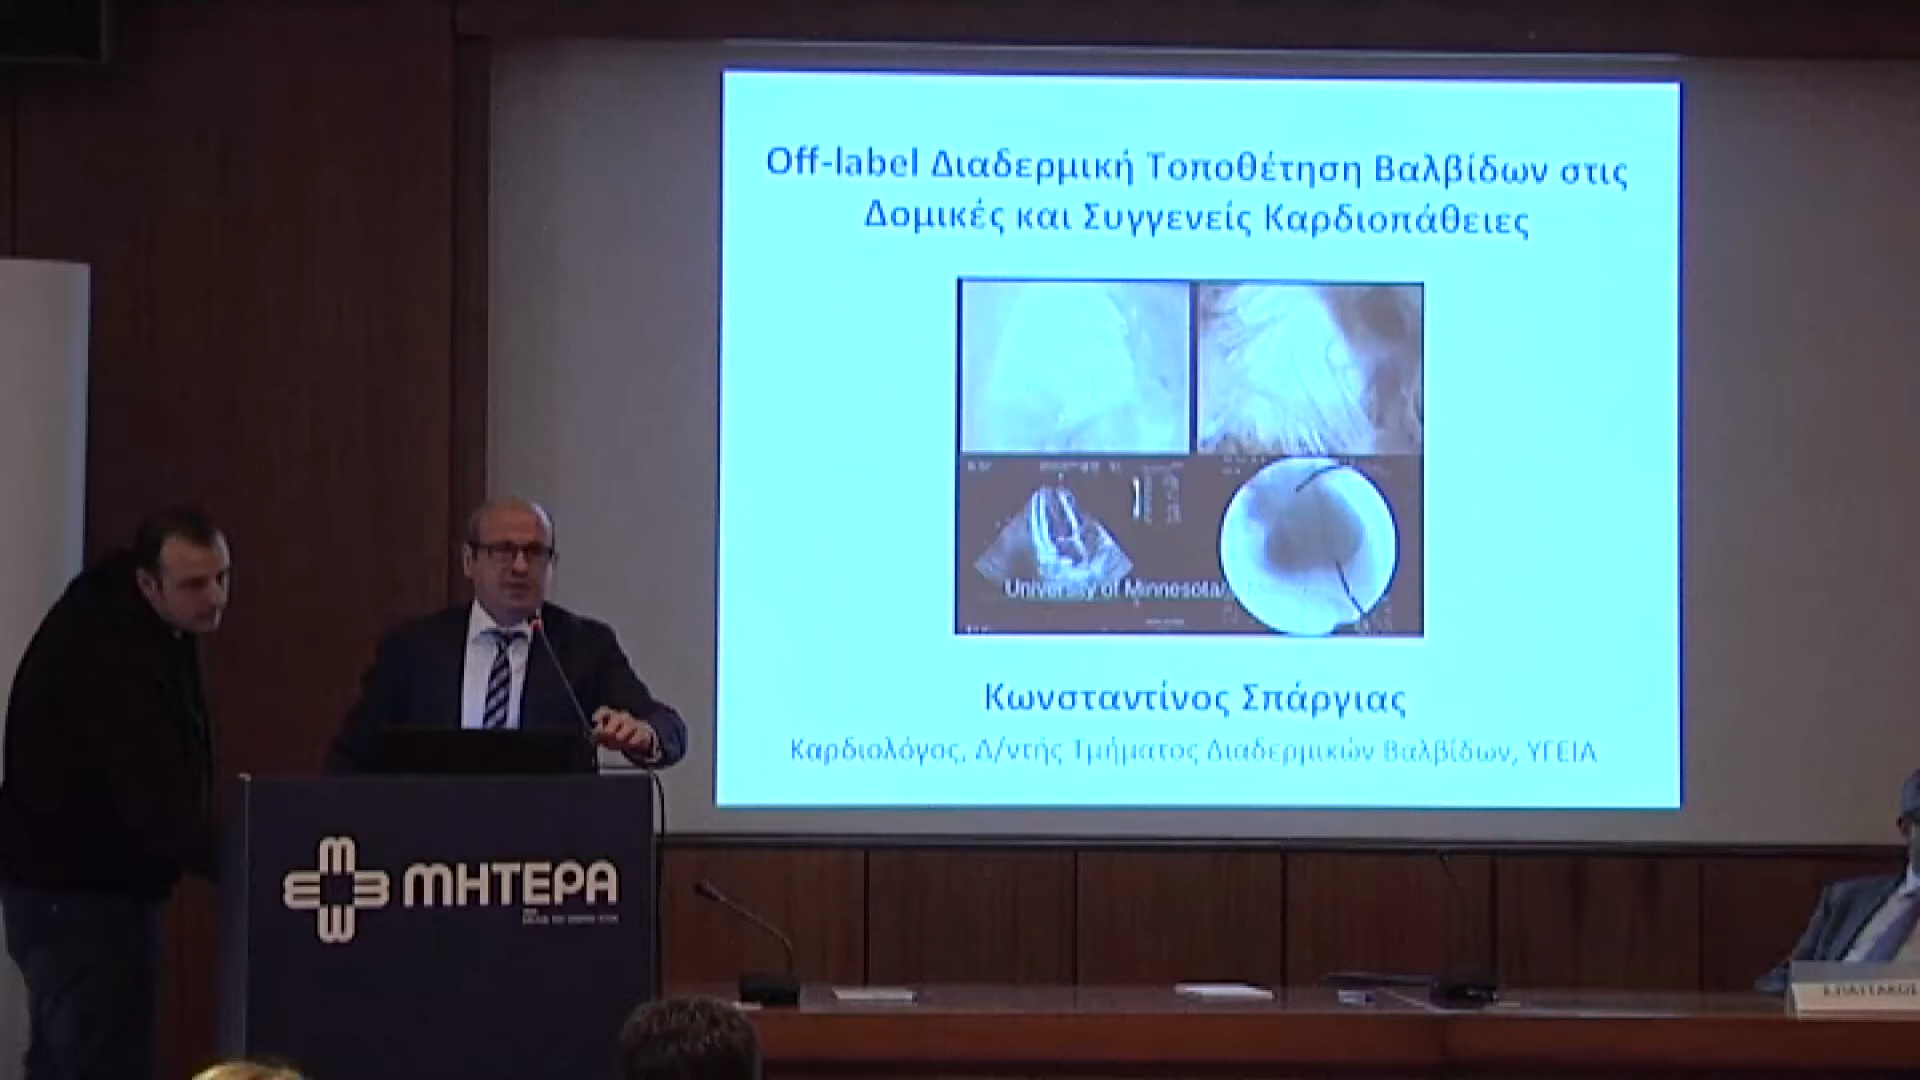 Off-label Διαδερμική Τοποθέτηση Βαλβίδων στις
Δομικές και Συγγενείς Καρδιοπάθειες
University of Minnesota/
Κωνσταντίνος Σπάργιας
Καρδιολόγος, Δ/ντής Τμήματος Διαδερμικών Βαλβίδων, ΥΓΕΙΑ
ΜΗΤΕΡΑ